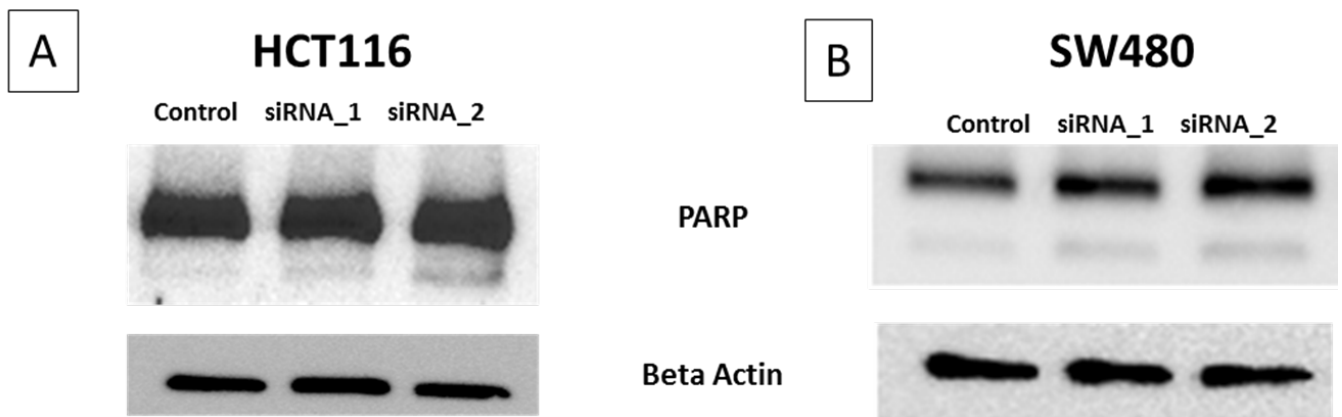 A
HCT116
Control siRNA_1 siRNA_2
B
SW480
Control siRNA_1 siRNA_2
PARP
Beta Actin